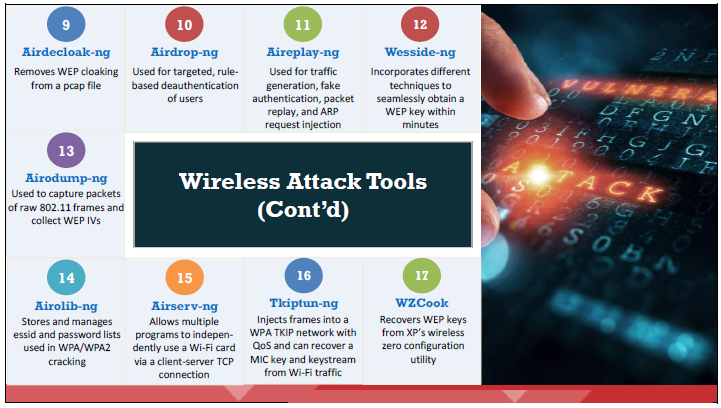 9
Airdecloak-ng
Removes WEP cloaking
from a pcap file
10
Airdrop-ng
Used for targeted, rule-
based deauthentication
of users
11
Aireplay-ng
Used for traffic
generation, fake
authentication, packet
replay, and ARP
request injection
12
Wesside-ng
Incorporates different
techniques to
seamlessly obtain a
WEP key within
minutes
13
Airodump-ng
Used to capture packets
of raw 802.11 frames and
collect WEP IVs
Wireless Attack Tools
(Cont'd)
14
Airolib-ng
Stores and manages
essid and password lists
used in WPA/WPA2
cracking
15
Airserv-ng
Allows multiple
programs to indepen-
dently use a Wi-Fi card
via a client-server TCP
connection
16
Tkiptun-ng
Injects frames into a
WPA TKIP network with
QoS and can recover a
MIC key and keystream
from Wi-Fi traffic
17
WZCook
Recovers WEP keys
from XP's wireless
zero configuration
utility
VULNERA
ATTACK